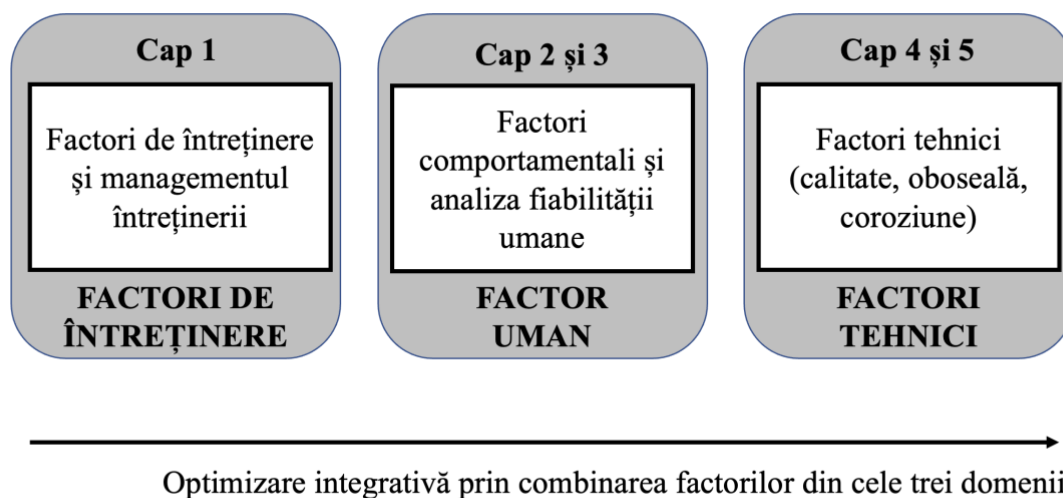 Cap 1
Factori de întreținere
și managementul
întreținerii
FACTORI DE
ÎNTREȚINERE
Cap 2 și 3
Factori
comportamentali și
analiza fiabilității
umane
FACTOR
UMAN
Cap 4 și 5
Factori tehnici
(calitate, oboseală,
coroziune)
FACTORI
TEHNICI
Optimizare integrativă prin combinarea factorilor din cele trei domenii